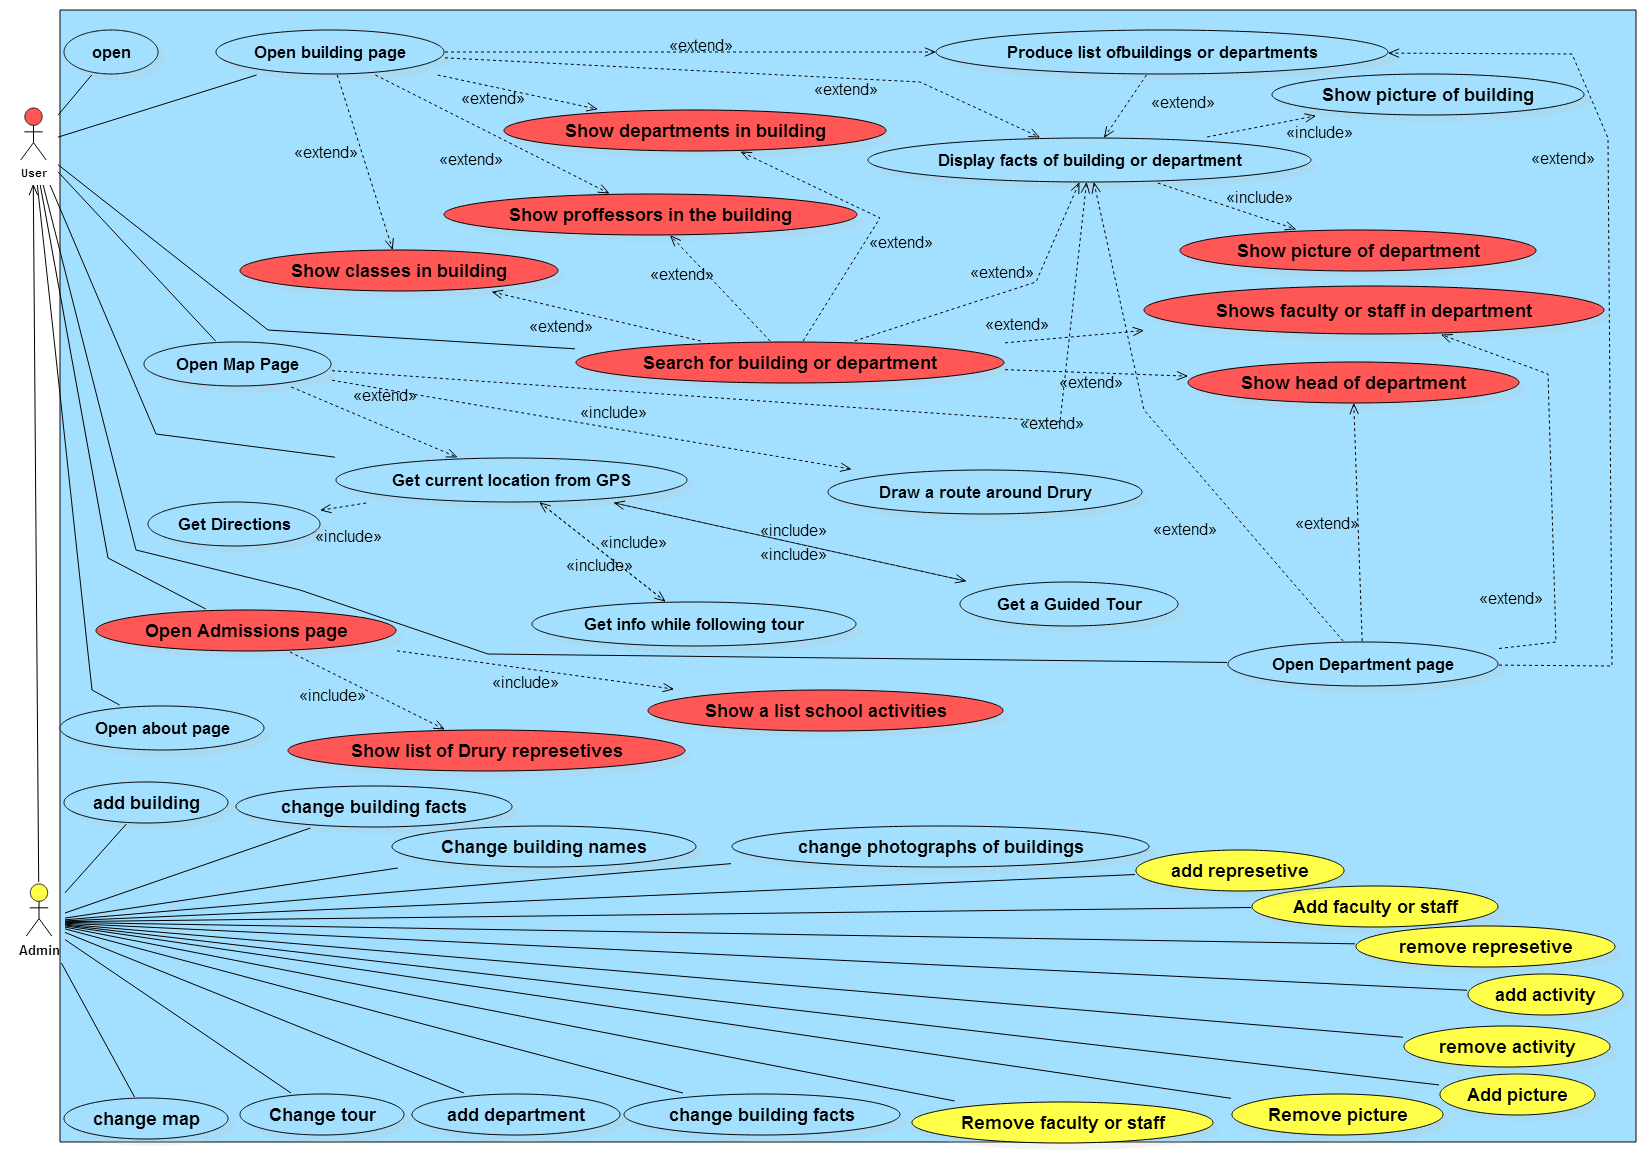 open
Open building page
«extend»
Produce list ofbuildings or departments
«extend»
«extend»
«extend»
Show picture of building
Show departments in building
«include»
«extend»
«extend»
Display facts of building or department
«extend»
User
«include»
Show proffessors in the building
«extend»
Show picture of department
Show classes in building
«extend»
«extend»
Shows faculty or staff in department
«extend»
«extend»
Open Map Page
Search for building or department
«extend»
Show head of department
«extend»
«include»
«extend»
Get current location from GPS
Draw a route around Drury
Get Directions
«include»
«include»
«include»
«include»
«include»
«extend»
«extend»
Get a Guided Tour
«extend»
Get info while following tour
Open Admissions page
Open Department page
«include»
«include»
Show a list school activities
Open about page
Show list of Drury represetives
add building
change building facts
Change building names
change photographs of buildings
add represetive
Add faculty or staff
remove represetive
Admin
add activity
remove activity
Add picture
change map
Change tour
add department
change building facts
Remove faculty or staff
Remove picture